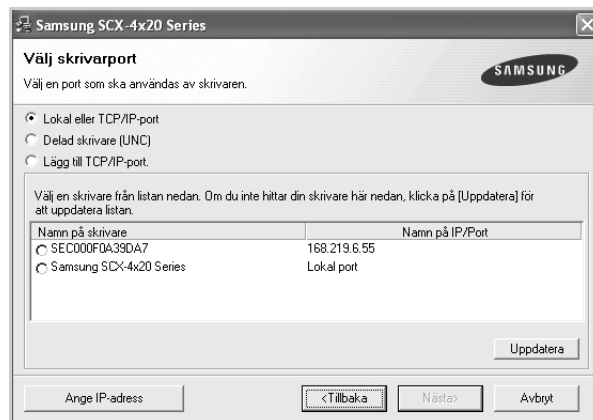 Samsung SCX-4x20 Series
Välj skrivarport
Välj en port som ska användas av skrivaren.
SAMSUNG
Lokal eller TCP/IP-port
Delad skrivare (UNC)
Lägg till TCP/IP-port.
Välj en skrivare från listan nedan. Om du inte hittar din skrivare här nedan, klicka på [Uppdatera] för
att uppdatera listan.
Namn på skrivare Namn på IP/Port
SEC000F0A39DA7 168.219.6.55
Samsung SCX-4x20 Series Lokal port
Uppdatera
Ange IP-adress <Tillbaka Nästa> Avbryt